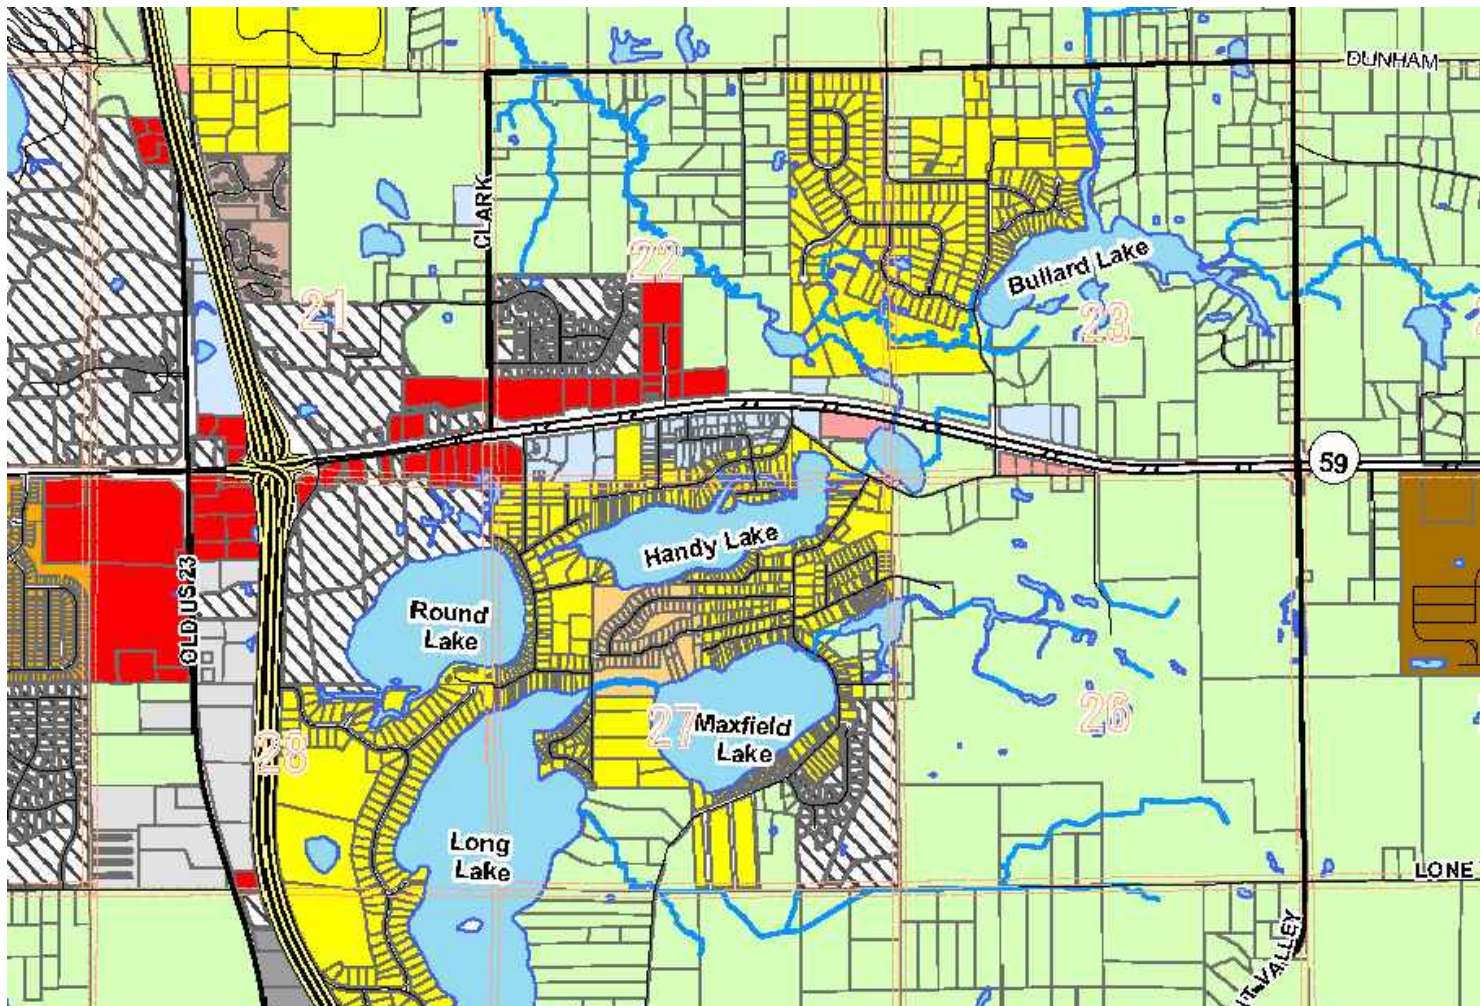 DUNHAM
CLARK
22
Bullard Lake
21
23
59
Handy Lake
OLD US 23
Round
Lake
27
Maxfield
Lake
26
28
Long
Lake
LONE
VALLEY